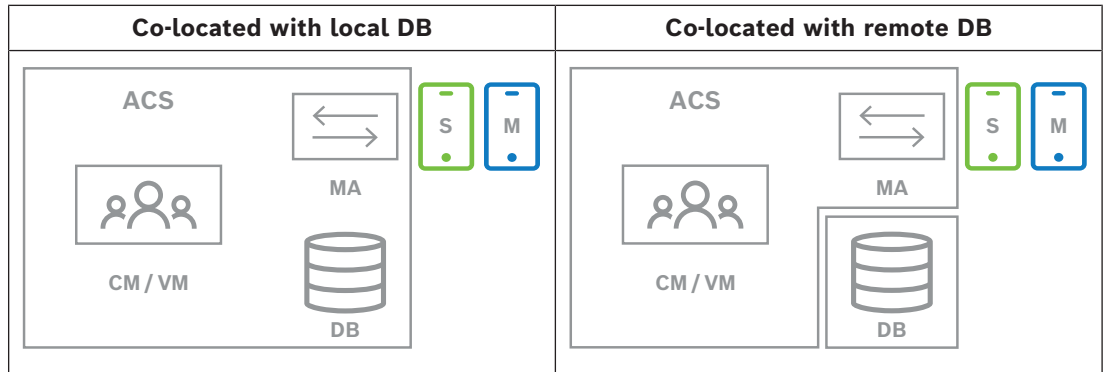 Co-located with local DB
Co-located with remote DB
ACS
S
M
MA
CM / VM
DB
ACS
S
M
MA
CM / VM
DB